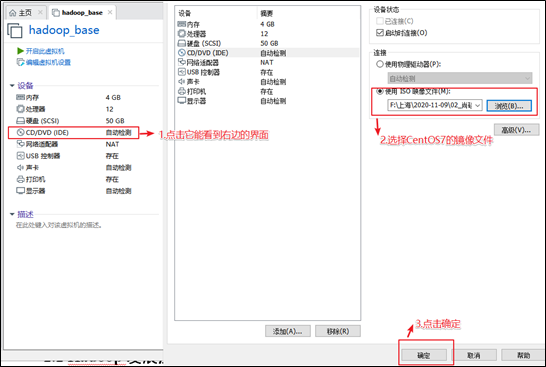 主页 × hadoop_base ×
hadoop_base
开启此虚拟机
编辑虚拟机设置
设备
内存 4 GB
处理器 12
硬盘 (SCSI) 50 GB
CD/DVD (IDE) 自动检测
网络适配器 NAT
USB 控制器 存在
声卡 自动检测
打印机 存在
显示器 自动检测
描述
在此处键入对该虚拟机的描述。
1.点击它能看到右边的界面
设备 摘要
内存 4 GB
处理器 12
硬盘 (SCSI) 50 GB
CD/DVD (IDE) 自动检测
网络适配器 NAT
USB 控制器 存在
声卡 自动检测
打印机 存在
显示器 自动检测
添加(A)... 移除(R)
设备状态
已连接(C)
启动时连接(O)
连接
使用物理驱动器(P):
自动检测
使用 ISO 映像文件(M):
F:\上海\2020-11-09\02_尚硅 浏览(B)...
高级(V)...
2.选择CentOS7的镜像文件
3.点击确定
确定 取消 帮助